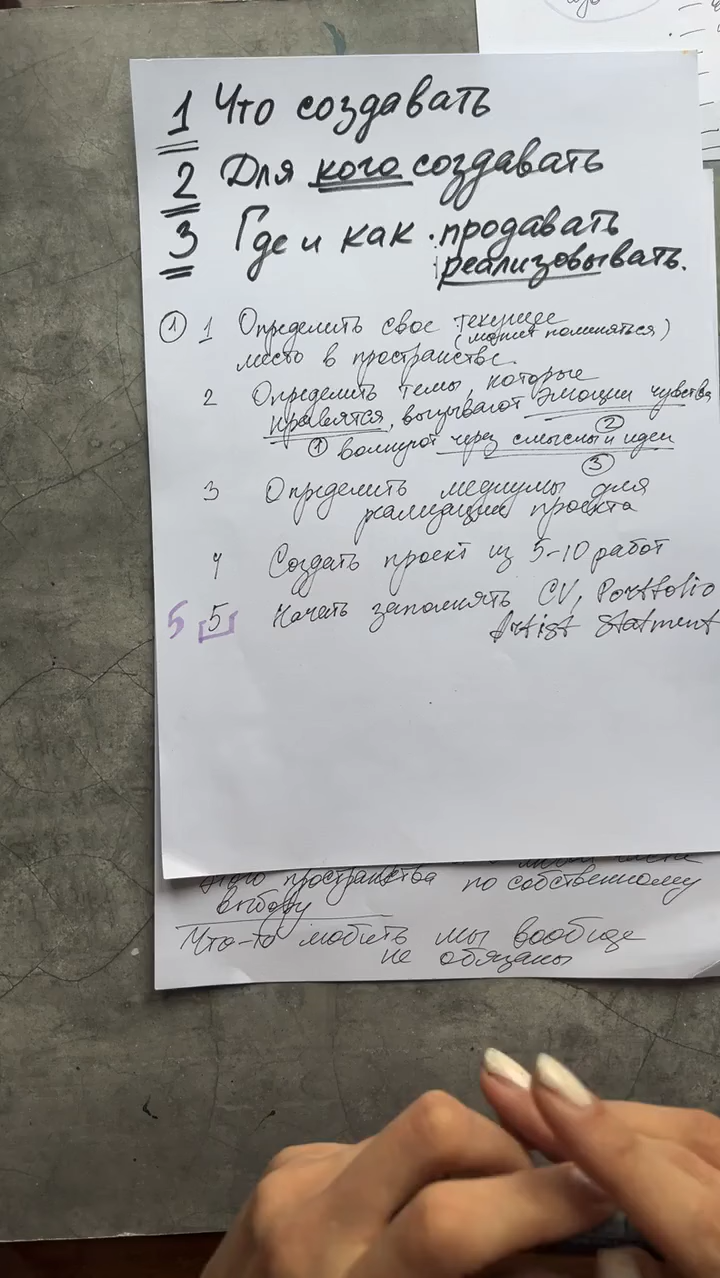 1 Что создавать
2 Для кого создавать
3 Где и как продавать
реализовывать.
① 1 Определить свое текущее
(может поменяться)
место в пространстве.
2 Определить темы, которые
нравятся, вызывают эмоции чувства
① волнуют через смыслы и идеи
②
③
3 Определить медиумы для
реализации проекта
4 Создать проект из 5-10 работ
5 5 Начать заполнять CV, Portfolio
Artist Statment
этого пространства по собственному
выбору
Что-то любить мы вообще
не обязаны